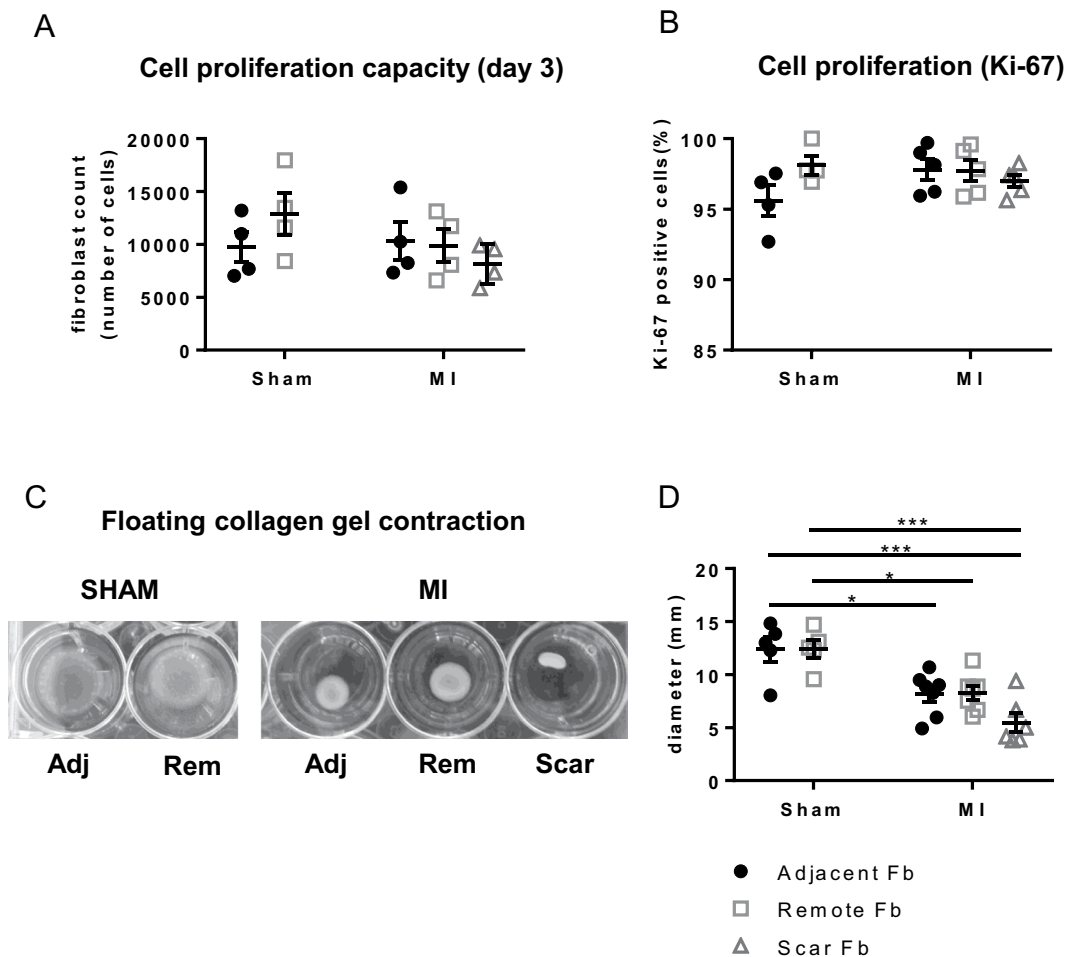 A
Cell proliferation capacity (day 3)
fibroblast count
(number of cells)
20000
15000
10000
5000
0
Sham
MI
B
Cell proliferation (Ki-67)
Ki-67 positive cells(%)
100
95
90
85
Sham
MI
C
Floating collagen gel contraction
SHAM
MI
Adj
Rem
Adj
Rem
Scar
D
***
***
*
*
diameter (mm)
20
15
10
5
0
Sham
MI
Adjacent Fb
Remote Fb
Scar Fb